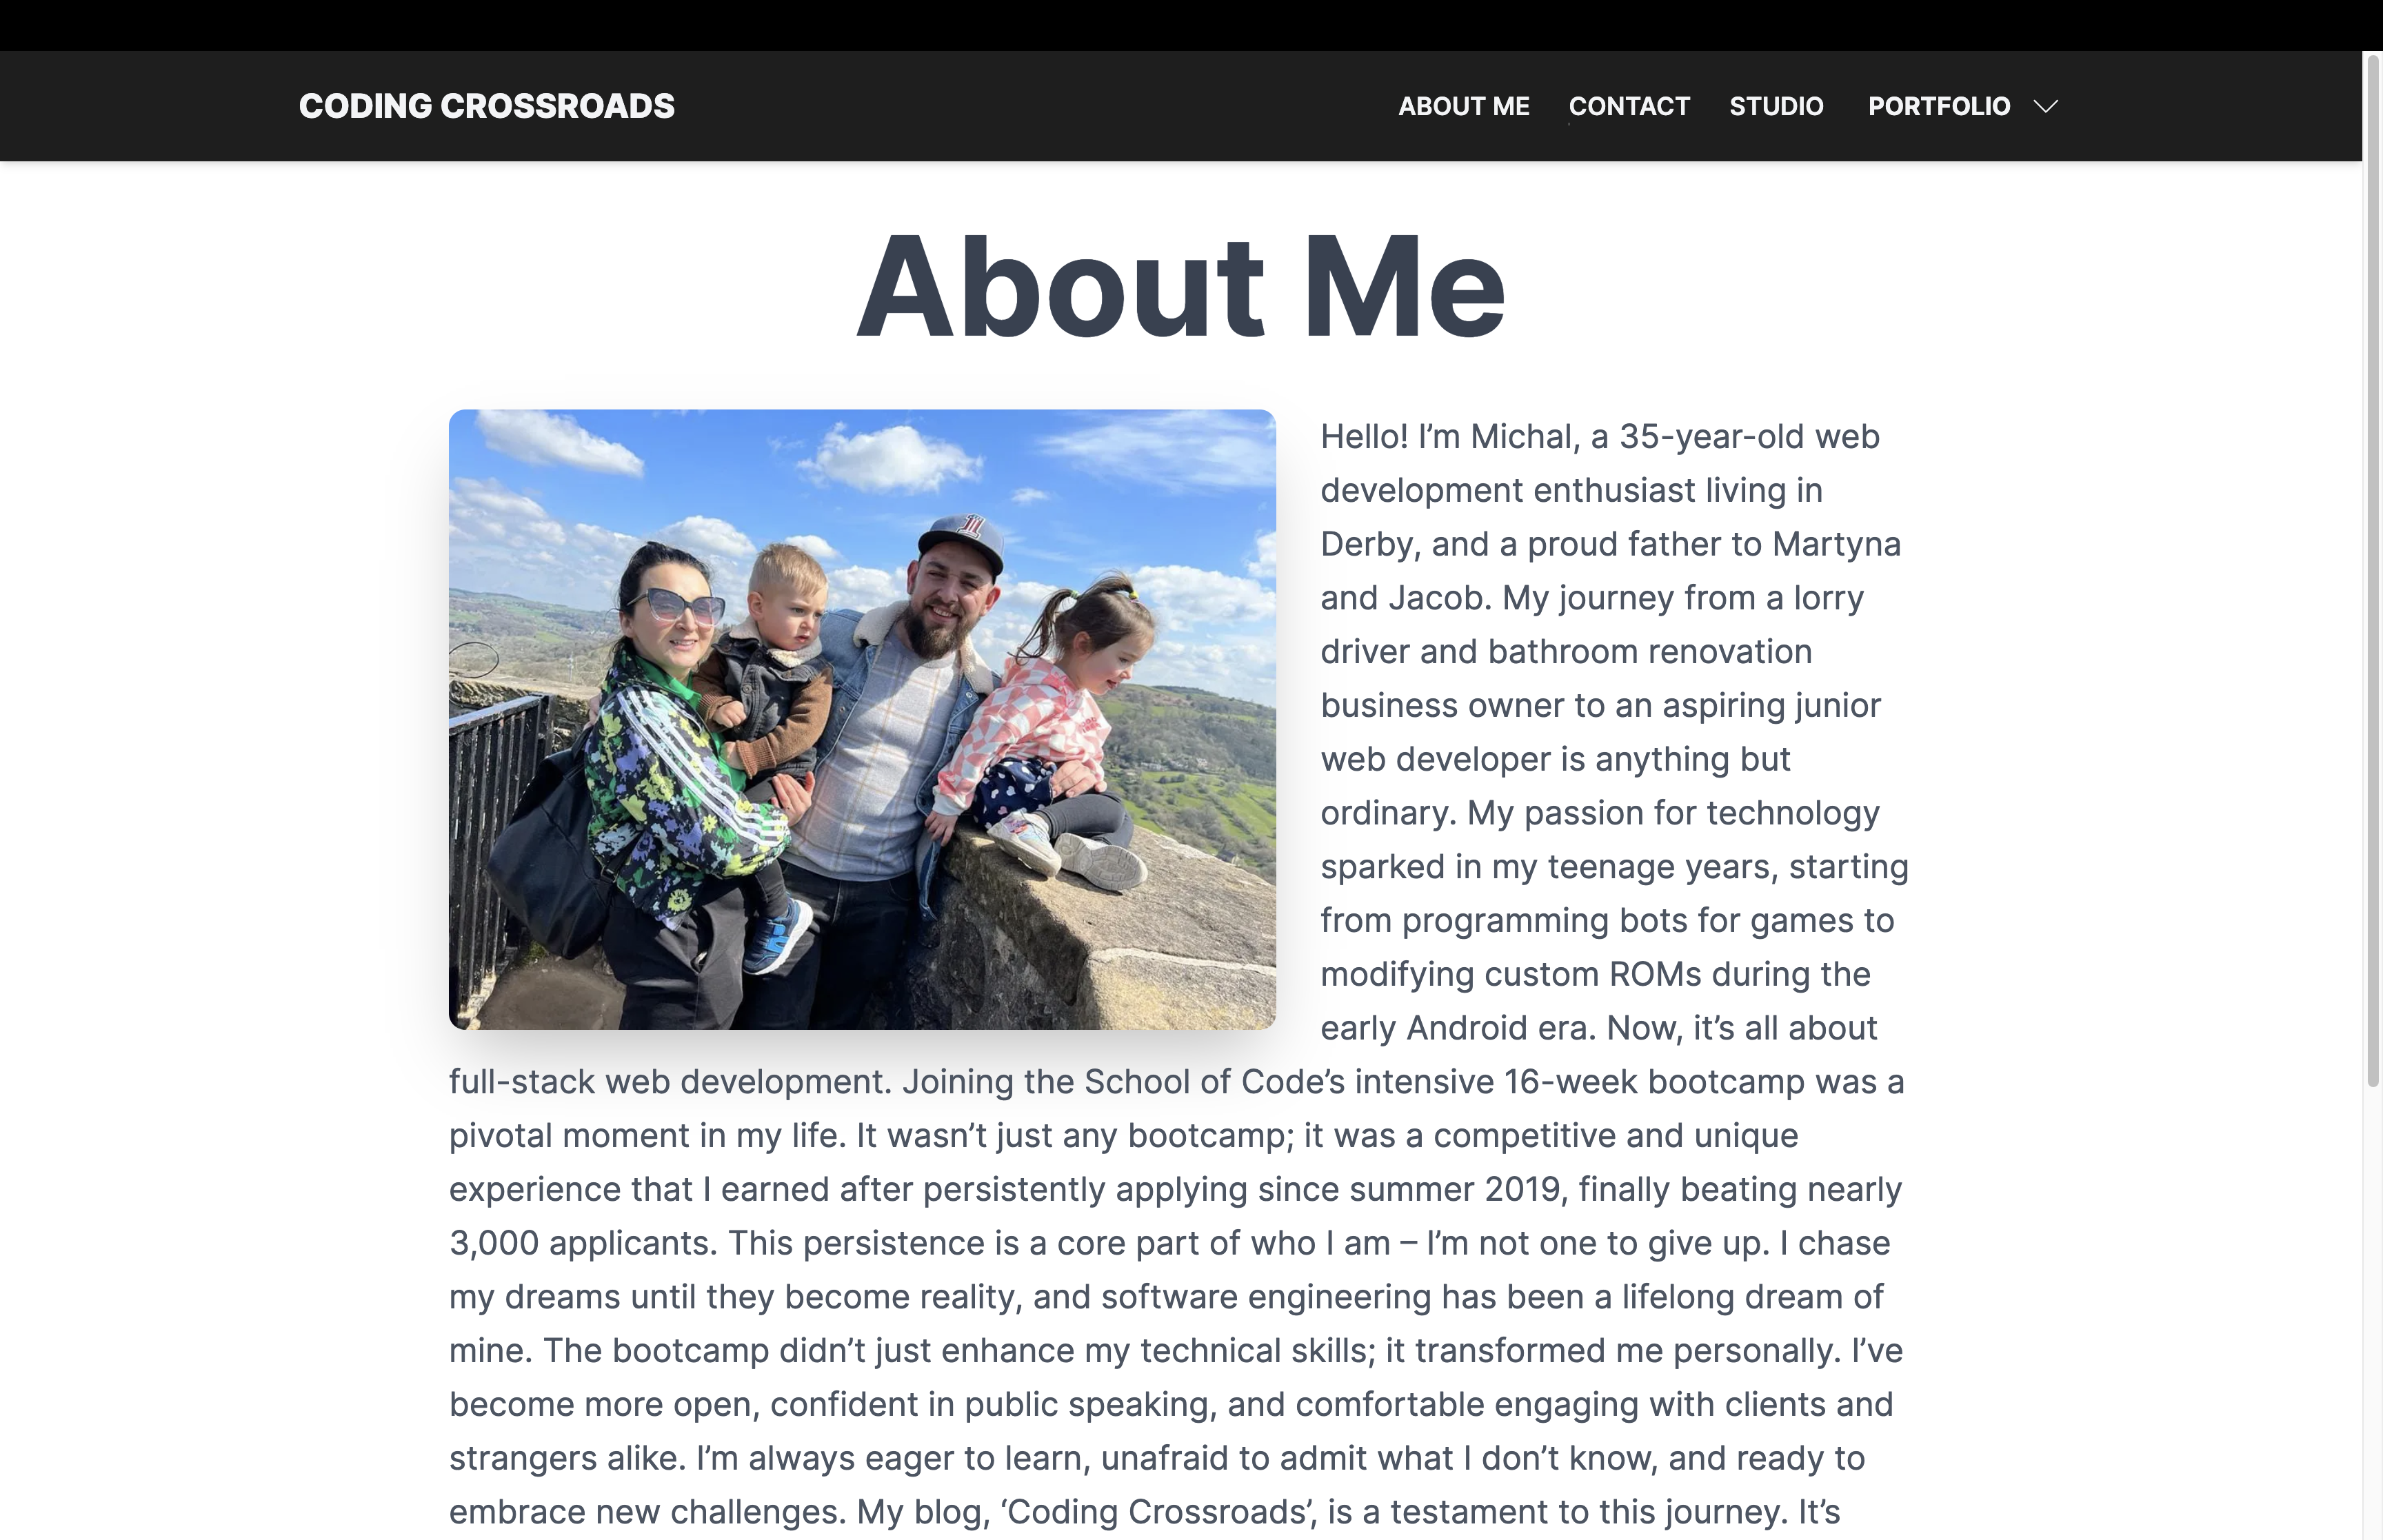 CODING CROSSROADS
ABOUT ME CONTACT STUDIO PORTFOLIO
About Me
Hello! I’m Michal, a 35-year-old web
development enthusiast living in
Derby, and a proud father to Martyna
and Jacob. My journey from a lorry
driver and bathroom renovation
business owner to an aspiring junior
web developer is anything but
ordinary. My passion for technology
sparked in my teenage years, starting
from programming bots for games to
modifying custom ROMs during the
early Android era. Now, it’s all about
full-stack web development. Joining the School of Code’s intensive 16-week bootcamp was a
pivotal moment in my life. It wasn’t just any bootcamp; it was a competitive and unique
experience that I earned after persistently applying since summer 2019, finally beating nearly
3,000 applicants. This persistence is a core part of who I am – I’m not one to give up. I chase
my dreams until they become reality, and software engineering has been a lifelong dream of
mine. The bootcamp didn’t just enhance my technical skills; it transformed me personally. I’ve
become more open, confident in public speaking, and comfortable engaging with clients and
strangers alike. I’m always eager to learn, unafraid to admit what I don’t know, and ready to
embrace new challenges. My blog, ‘Coding Crossroads’, is a testament to this journey. It’s